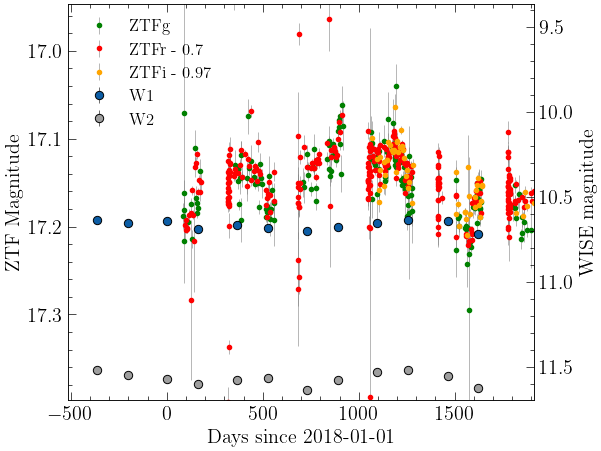 ZTFg
ZTFr - 0.7
ZTFi - 0.97
W1
W2
17.0
17.1
17.2
17.3
ZTF Magnitude
9.5
10.0
10.5
11.0
11.5
WISE magnitude
−500
0
500
1000
1500
Days since 2018-01-01